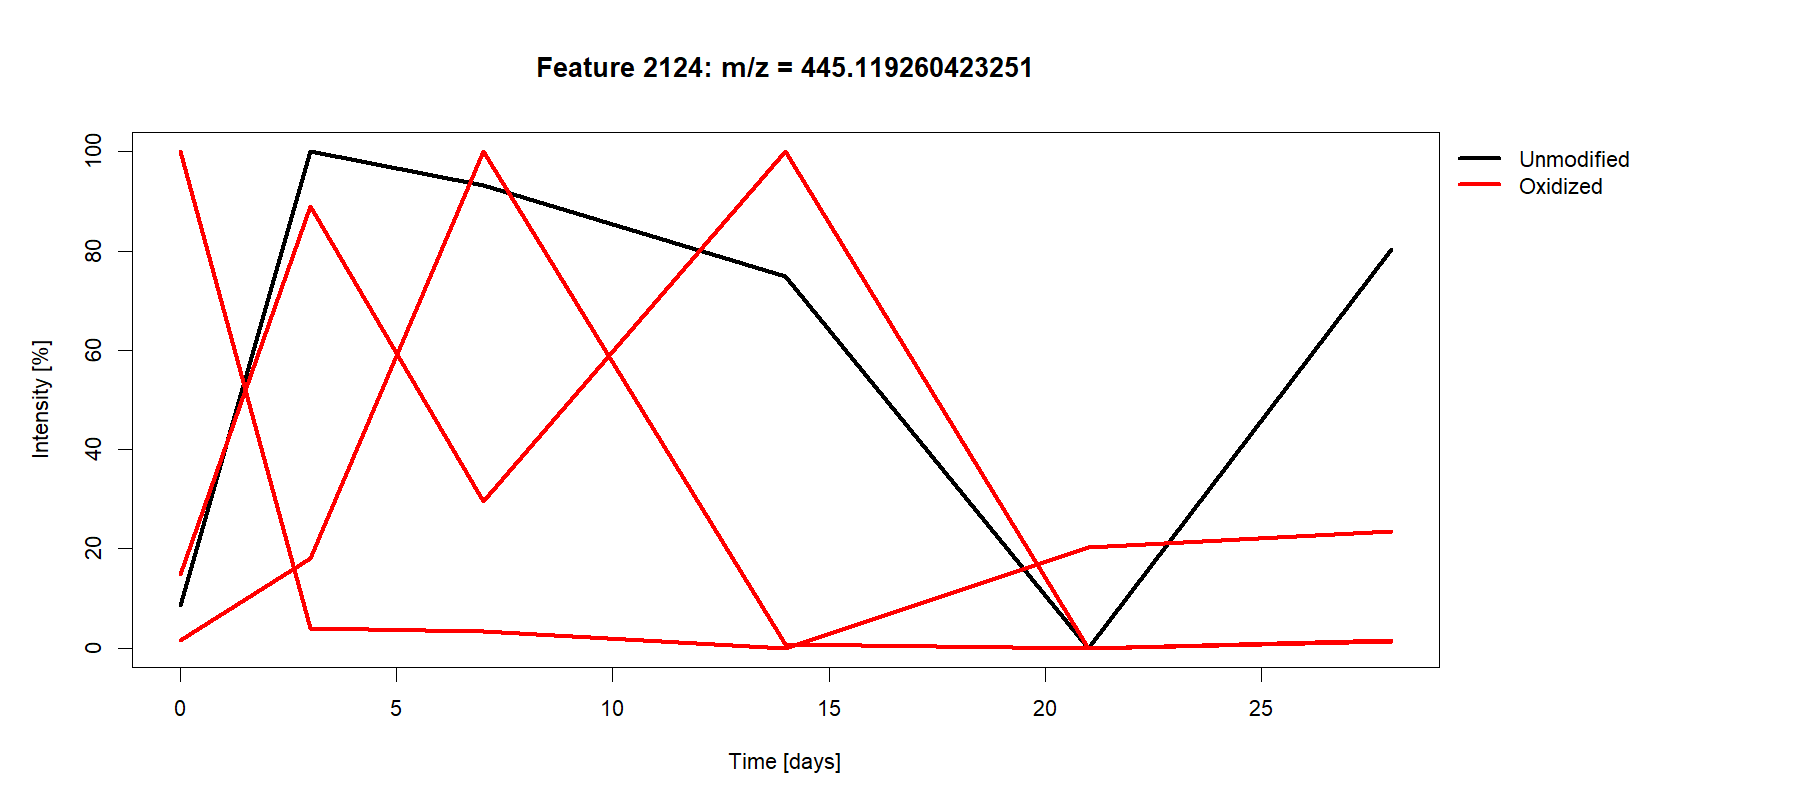 Feature 2124: m/z = 445.119260423251
Unmodified
Oxidized
100
80
60
40
20
0
Intensity [%]
0 5 10 15 20 25
Time [days]